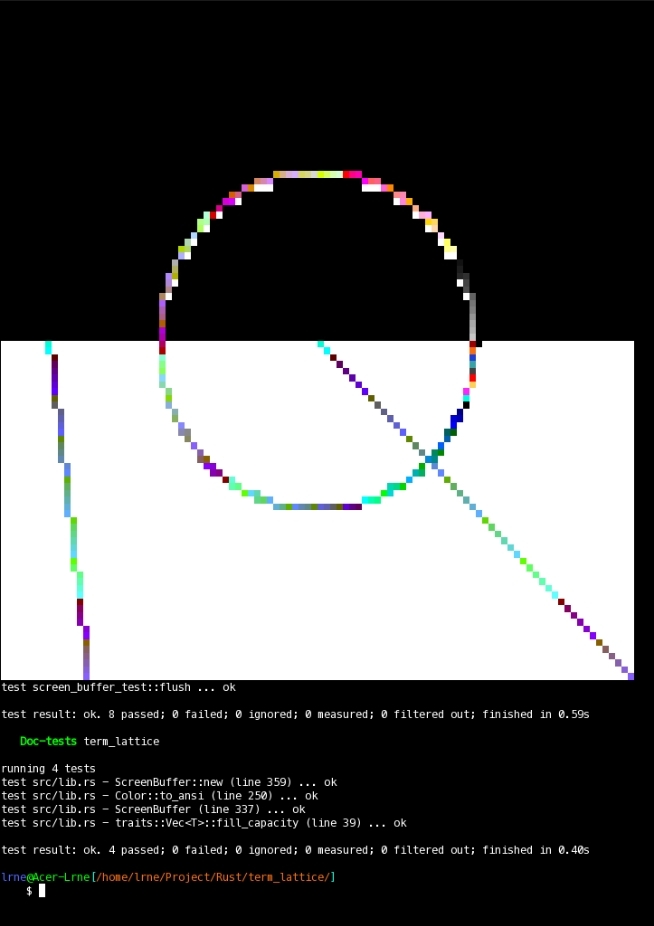 test screen_buffer_test::flush ... ok
test result: ok. 8 passed; 0 failed; 0 ignored; 0 measured; 0 filtered out; finished in 0.59s
Doc-tests term_lattice
running 4 tests
test src/lib.rs - ScreenBuffer::new (line 359) ... ok
test src/lib.rs - Color::to_ansi (line 250) ... ok
test src/lib.rs - ScreenBuffer (line 337) ... ok
test src/lib.rs - traits::Vec<T>::fill_capacity (line 39) ... ok
test result: ok. 4 passed; 0 failed; 0 ignored; 0 measured; 0 filtered out; finished in 0.40s
lrne@Acer-Lrne[/home/lrne/Project/Rust/term_lattice/]
$